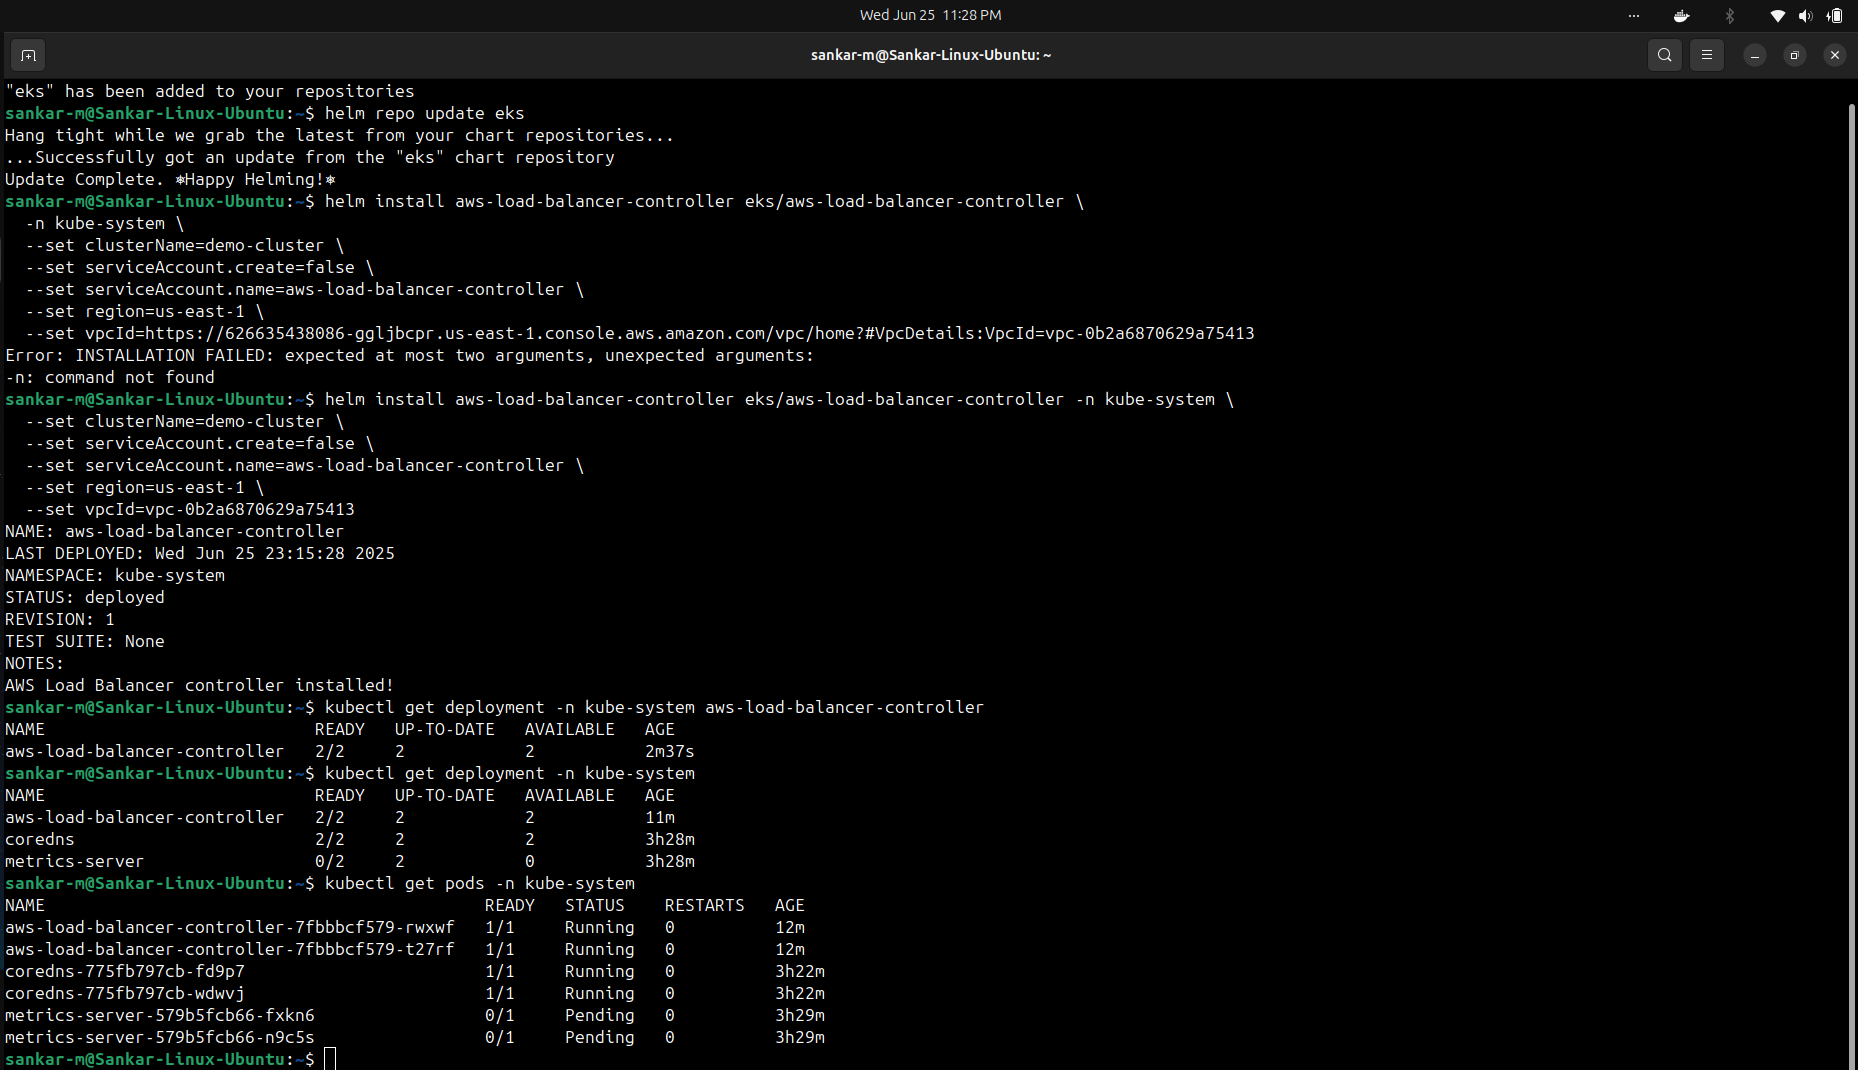 Wed Jun 25 11:28 PM
sankar-m@Sankar-Linux-Ubuntu: ~
"eks" has been added to your repositories
sankar-m@Sankar-Linux-Ubuntu:~$ helm repo update eks
Hang tight while we grab the latest from your chart repositories...
...Successfully got an update from the "eks" chart repository
Update Complete. ⎈Happy Helming!⎈
sankar-m@Sankar-Linux-Ubuntu:~$ helm install aws-load-balancer-controller eks/aws-load-balancer-controller \
  -n kube-system \
  --set clusterName=demo-cluster \
  --set serviceAccount.create=false \
  --set serviceAccount.name=aws-load-balancer-controller \
  --set region=us-east-1 \
  --set vpcId=https://626635438086-ggljbcpr.us-east-1.console.aws.amazon.com/vpc/home?#VpcDetails:VpcId=vpc-0b2a6870629a75413
Error: INSTALLATION FAILED: expected at most two arguments, unexpected arguments:
-n: command not found
sankar-m@Sankar-Linux-Ubuntu:~$ helm install aws-load-balancer-controller eks/aws-load-balancer-controller -n kube-system \
  --set clusterName=demo-cluster \
  --set serviceAccount.create=false \
  --set serviceAccount.name=aws-load-balancer-controller \
  --set region=us-east-1 \
  --set vpcId=vpc-0b2a6870629a75413
NAME: aws-load-balancer-controller
LAST DEPLOYED: Wed Jun 25 23:15:28 2025
NAMESPACE: kube-system
STATUS: deployed
REVISION: 1
TEST SUITE: None
NOTES:
AWS Load Balancer controller installed!
sankar-m@Sankar-Linux-Ubuntu:~$ kubectl get deployment -n kube-system aws-load-balancer-controller
NAME                           READY   UP-TO-DATE   AVAILABLE   AGE
aws-load-balancer-controller   2/2     2            2           2m37s
sankar-m@Sankar-Linux-Ubuntu:~$ kubectl get deployment -n kube-system
NAME                           READY   UP-TO-DATE   AVAILABLE   AGE
aws-load-balancer-controller   2/2     2            2           11m
coredns                        2/2     2            2           3h28m
metrics-server                 0/2     2            0           3h28m
sankar-m@Sankar-Linux-Ubuntu:~$ kubectl get pods -n kube-system
NAME                                            READY   STATUS    RESTARTS   AGE
aws-load-balancer-controller-7fbbbcf579-rwxwf   1/1     Running   0          12m
aws-load-balancer-controller-7fbbbcf579-t27rf   1/1     Running   0          12m
coredns-775fb797cb-fd9p7                        1/1     Running   0          3h22m
coredns-775fb797cb-wdwvj                        1/1     Running   0          3h22m
metrics-server-579b5fcb66-fxkn6                 0/1     Pending   0          3h29m
metrics-server-579b5fcb66-n9c5s                 0/1     Pending   0          3h29m
sankar-m@Sankar-Linux-Ubuntu:~$